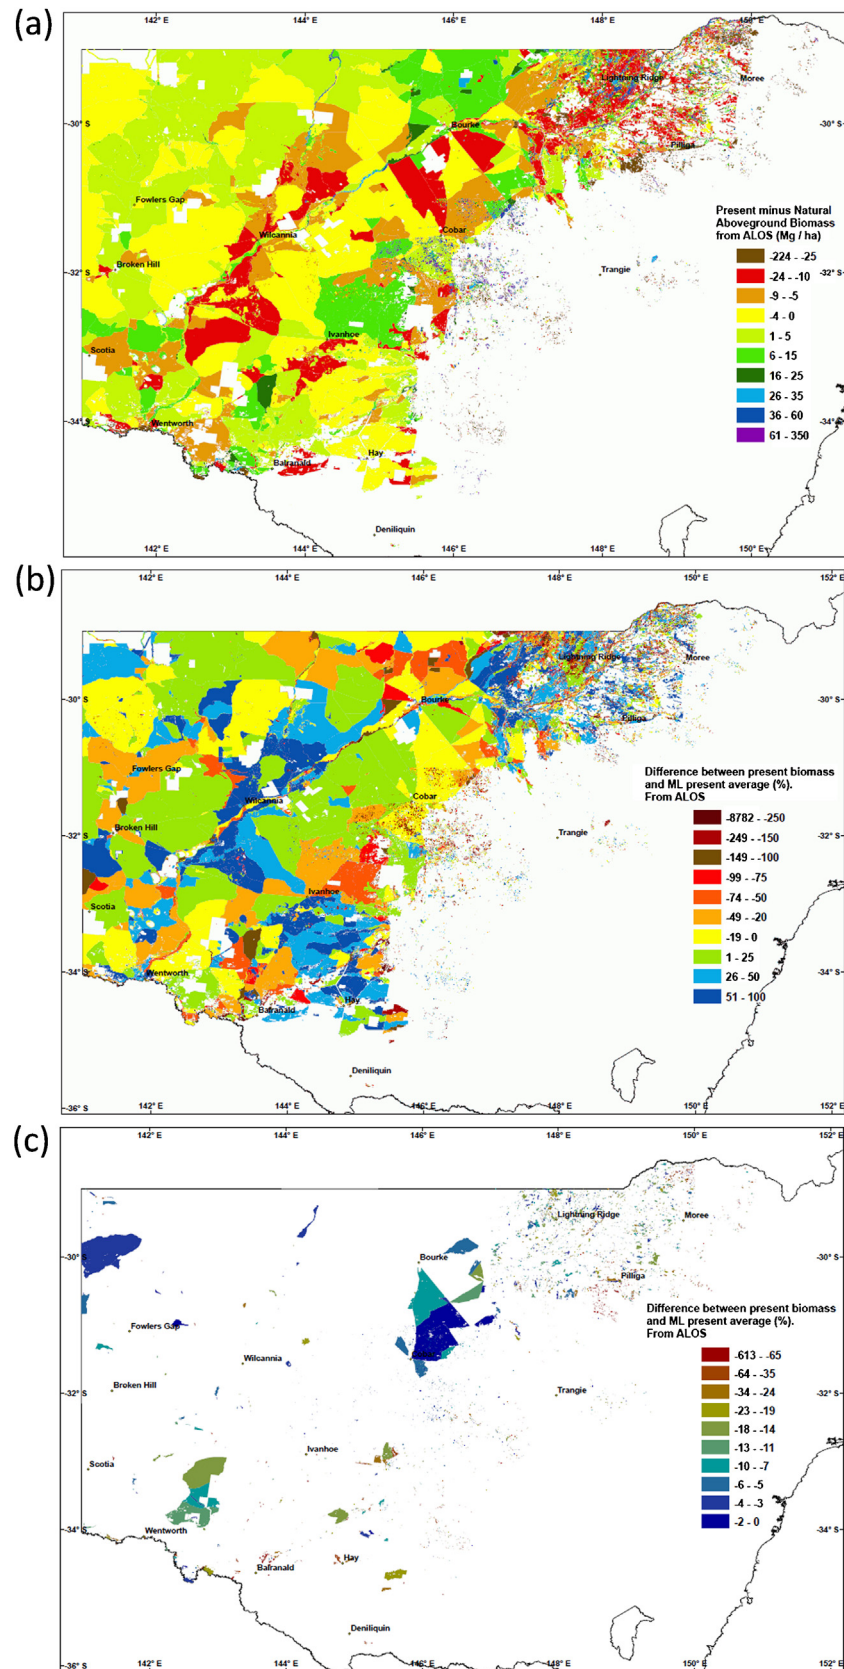 (a)
142° E
144° E
146° E
148° E
150° E
-30° S
-32° S
-34° S
Lightning Ridge
Moree
Bourke
Pilliga
Fowlers Gap
Wilcannia
Cobar
Broken Hill
Trangie
Ivanhoe
Scotia
Wentworth
Hay
Balranald
Deniliquin
Present minus Natural
Aboveground Biomass
from ALOS (Mg / ha)
-224 - -25
-24 - -10
-9 - -5
-4 - 0
1 - 5
6 - 15
16 - 25
26 - 35
36 - 60
61 - 350
142° E
144° E
146° E
148° E
150° E
(b)
142° E
144° E
146° E
148° E
150° E
152° E
-30° S
-32° S
-34° S
-36° S
Lightning Ridge
Moree
Bourke
Pilliga
Fowlers Gap
Wilcannia
Cobar
Broken Hill
Trangie
Ivanhoe
Scotia
Wentworth
Hay
Balranald
Deniliquin
Difference between present biomass
and ML present average (%).
From ALOS
-8782 - -250
-249 - -150
-149 - -100
-99 - -75
-74 - -50
-49 - -20
-19 - 0
1 - 25
26 - 50
51 - 100
142° E
144° E
146° E
148° E
150° E
152° E
(c)
142° E
144° E
146° E
148° E
150° E
152° E
-30° S
-32° S
-34° S
-36° S
Lightning Ridge
Moree
Bourke
Pilliga
Fowlers Gap
Wilcannia
Broken Hill
Trangie
Ivanhoe
Scotia
Wentworth
Hay
Balranald
Deniliquin
Difference between present biomass
and ML present average (%).
From ALOS
-613 - -65
-64 - -35
-34 - -24
-23 - -19
-18 - -14
-13 - -11
-10 - -7
-6 - -5
-4 - -3
-2 - 0
142° E
144° E
146° E
148° E
150° E
152° E